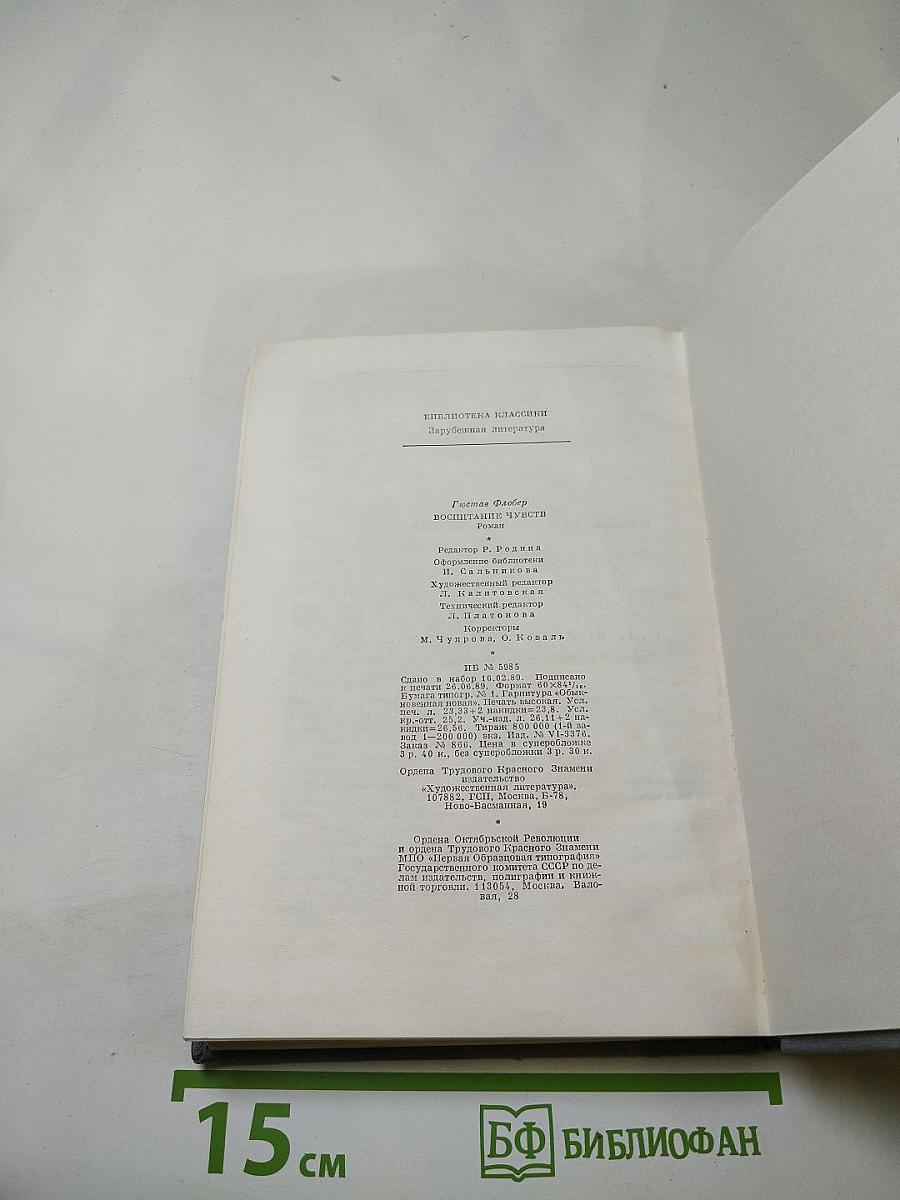 БИБЛИОТЕКА КЛАССИКИ
Зарубежная литература
Гюстав Флобер
ВОСПИТАНИЕ ЧУВСТВ
Роман
*
Редактор Р. Родина
Оформление библиотеки
И. Сальникова
Художественный редактор
Л. Калитовская
Технический редактор
Л. Платонова
Корректоры
М. Чупрова, О. Коваль
*
ИБ № 5985
Сдано в набор 16.02.89. Подписано
к печати 26.06.89. Формат 60×84¹/₁₆.
Бумага типогр. № 1. Гарнитура «Обык-
новенная новая». Печать высокая. Усл.
печ. л. 23,33+2 накидки=23,8. Усл.
кр.-отт. 25,2. Уч.-изд. л. 26,11+2 на-
кидки=26,56. Тираж 800 000 (1-й за-
вод 1—200 000) экз. Изд. № VI-3376.
Заказ № 866. Цена в суперобложке
3 р. 40 к., без суперобложки 3 р. 30 к.
Ордена Трудового Красного Знамени
издательство
«Художественная литература».
107882, ГСП, Москва, Б-78,
Ново-Басманная, 19
*
Ордена Октябрьской Революции
и ордена Трудового Красного Знамени
МПО «Первая Образцовая типография»
Государственного комитета СССР по де-
лам издательств, полиграфии и книж-
ной торговли. 113054, Москва, Вало-
вая, 28
15 см
БФ БИБЛИОФАН